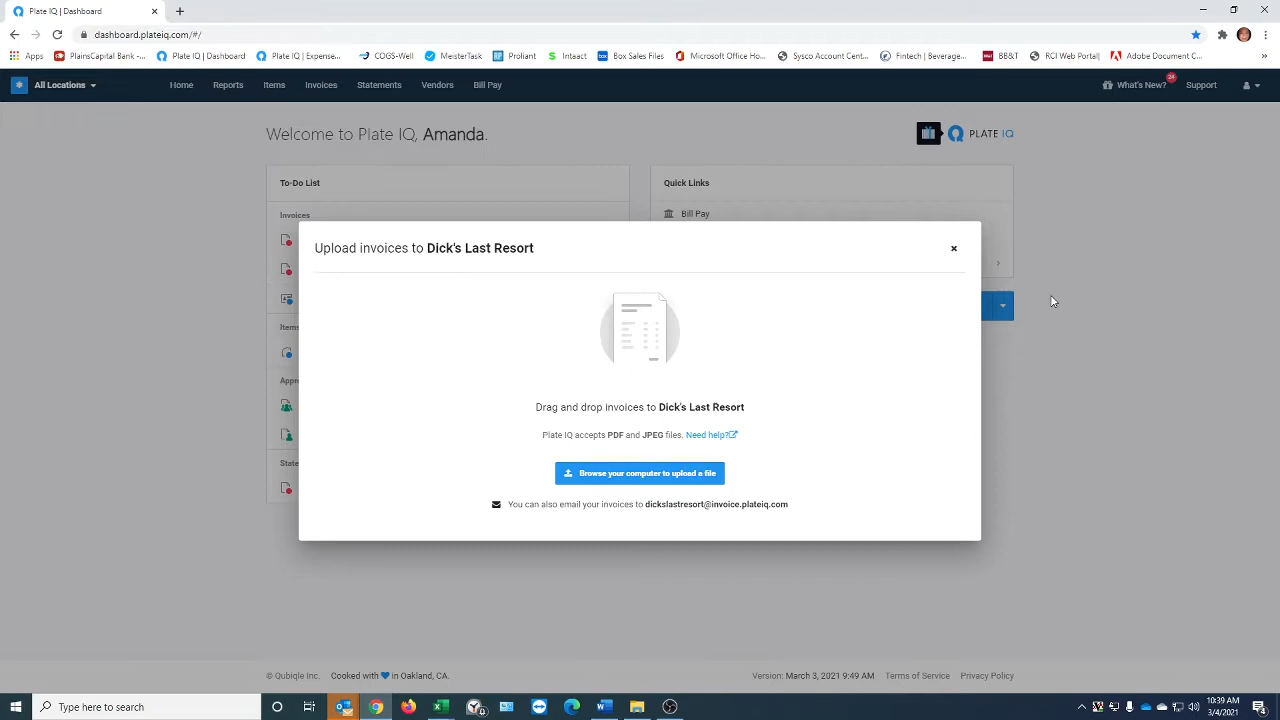 Plate IQ | Dashboard
dashboard.plateiq.com/#/
Apps
PlainsCapital Bank -...
Plate IQ | Dashboard
Plate IQ | Expense...
COGS-Well
MeisterTask
Proliant
Intacct
Box Sales Files
Microsoft Office Ho...
Sysco Account Cent...
Fintech | Beverage...
BB&T
RCI Web Portal
Adobe Document C...
»
All Locations
Home
Reports
Items
Invoices
Statements
Vendors
Bill Pay
What's New?
24
Support
Welcome to Plate IQ, Amanda.
PLATE IQ
To-Do List
Quick Links
Invoices
Bill Pay
Upload invoices to Dick's Last Resort
Items
Appro
State
Drag and drop invoices to Dick's Last Resort
Plate IQ accepts PDF and JPEG files. Need help?
Browse your computer to upload a file
You can also email your invoices to dickslastresort@invoice.plateiq.com
© Qubiqle Inc.
Cooked with 💙 in Oakland, CA.
Version: March 3, 2021 9:49 AM
Terms of Service
Privacy Policy
Type here to search
10:39 AM
3/4/2021